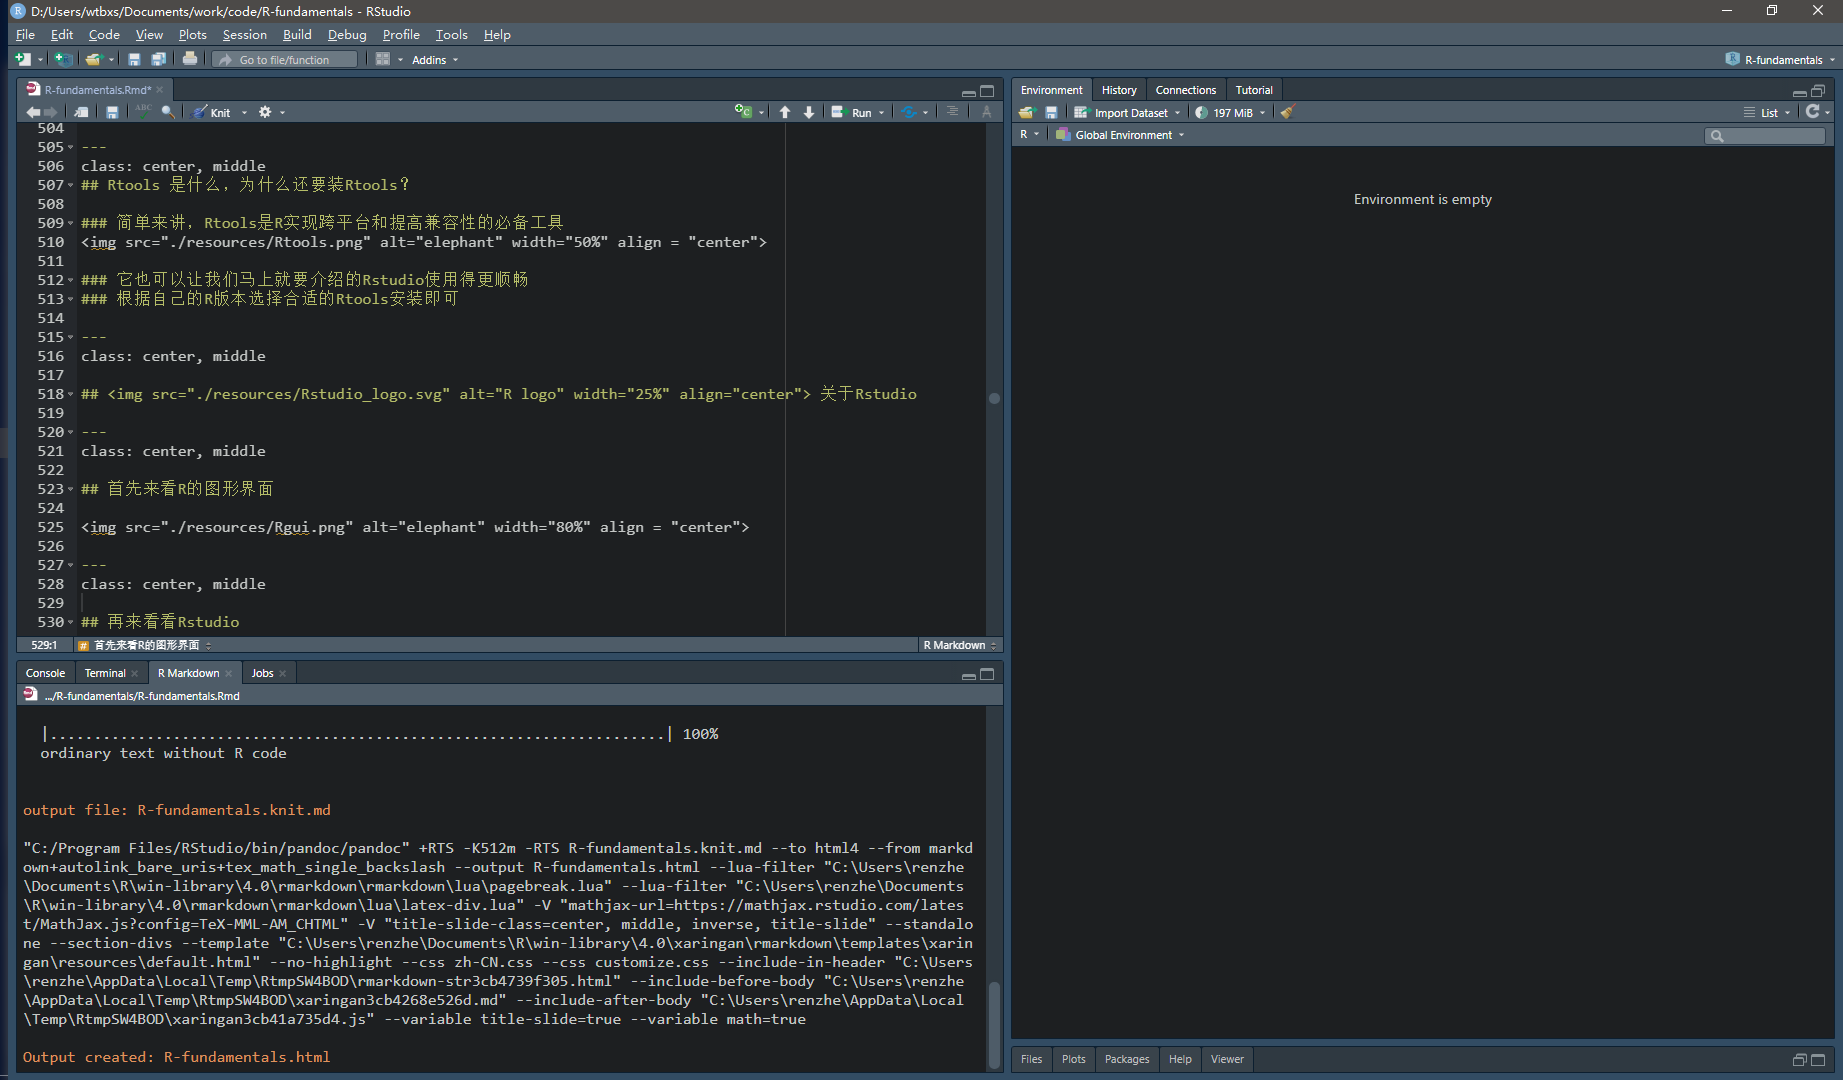 D:/Users/wtbxs/Documents/work/code/R-fundamentals - RStudio
File Edit Code View Plots Session Build Debug Profile Tools Help
Go to file/function Addins R-fundamentals
R-fundamentals.Rmd*
ABC Knit Run
504
505 ---
506 class: center, middle
507 ## Rtools 是什么，为什么还要装Rtools？
508
509 ### 简单来讲，Rtools是R实现跨平台和提高兼容性的必备工具
510 <img src="./resources/Rtools.png" alt="elephant" width="50%" align = "center">
511
512 ### 它也可以让我们马上就要介绍的Rstudio使用得更顺畅
513 ### 根据自己的R版本选择合适的Rtools安装即可
514
515 ---
516 class: center, middle
517
518 ## <img src="./resources/Rstudio_logo.svg" alt="R logo" width="25%" align="center"> 关于Rstudio
519
520 ---
521 class: center, middle
522
523 ## 首先来看R的图形界面
524
525 <img src="./resources/Rgui.png" alt="elephant" width="80%" align = "center">
526
527 ---
528 class: center, middle
529
530 ## 再来看看Rstudio
529:1 # 首先来看R的图形界面 R Markdown
Console Terminal R Markdown Jobs
.../R-fundamentals/R-fundamentals.Rmd
|......................................................................| 100%
ordinary text without R code
output file: R-fundamentals.knit.md
"C:/Program Files/RStudio/bin/pandoc/pandoc" +RTS -K512m -RTS R-fundamentals.knit.md --to html4 --from markd
own+autolink_bare_uris+tex_math_single_backslash --output R-fundamentals.html --lua-filter "C:\Users\renzhe
\Documents\R\win-library\4.0\rmarkdown\rmarkdown\lua\pagebreak.lua" --lua-filter "C:\Users\renzhe\Documents
\R\win-library\4.0\rmarkdown\rmarkdown\lua\latex-div.lua" -V "mathjax-url=https://mathjax.rstudio.com/lates
t/MathJax.js?config=TeX-MML-AM_CHTML" -V "title-slide-class=center, middle, inverse, title-slide" --standalo
ne --section-divs --template "C:\Users\renzhe\Documents\R\win-library\4.0\xaringan\rmarkdown\templates\xarin
gan\resources\default.html" --no-highlight --css zh-CN.css --css customize.css --include-in-header "C:\Users
\renzhe\AppData\Local\Temp\RtmpSW4BOD\rmarkdown-str3cb4739f305.html" --include-before-body "C:\Users\renzhe
\AppData\Local\Temp\RtmpSW4BOD\xaringan3cb4268e526d.md" --include-after-body "C:\Users\renzhe\AppData\Local
\Temp\RtmpSW4BOD\xaringan3cb41a735d4.js" --variable title-slide=true --variable math=true
Output created: R-fundamentals.html
Environment History Connections Tutorial
Import Dataset 197 MiB List
R Global Environment
Environment is empty
Files Plots Packages Help Viewer